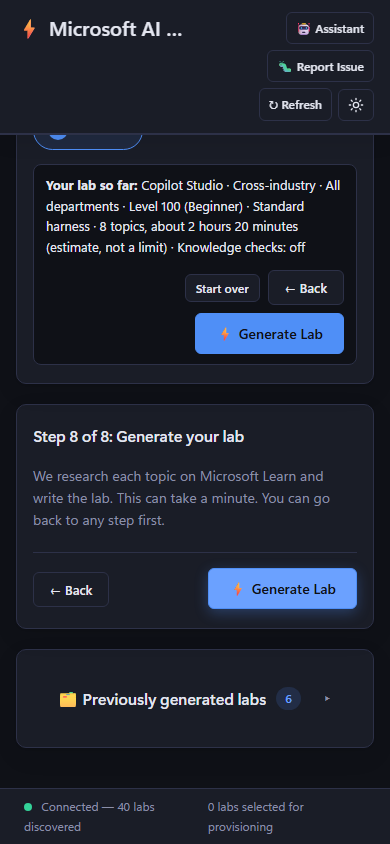 Microsoft AI ...
Assistant
Report Issue
↻ Refresh
Your lab so far: Copilot Studio · Cross-industry · All
departments · Level 100 (Beginner) · Standard
harness · 8 topics, about 2 hours 20 minutes
(estimate, not a limit) · Knowledge checks: off
Start over
← Back
Generate Lab
Step 8 of 8: Generate your lab
We research each topic on Microsoft Learn and
write the lab. This can take a minute. You can go
back to any step first.
← Back
Generate Lab
Previously generated labs 6
Connected — 40 labs
discovered
0 labs selected for
provisioning